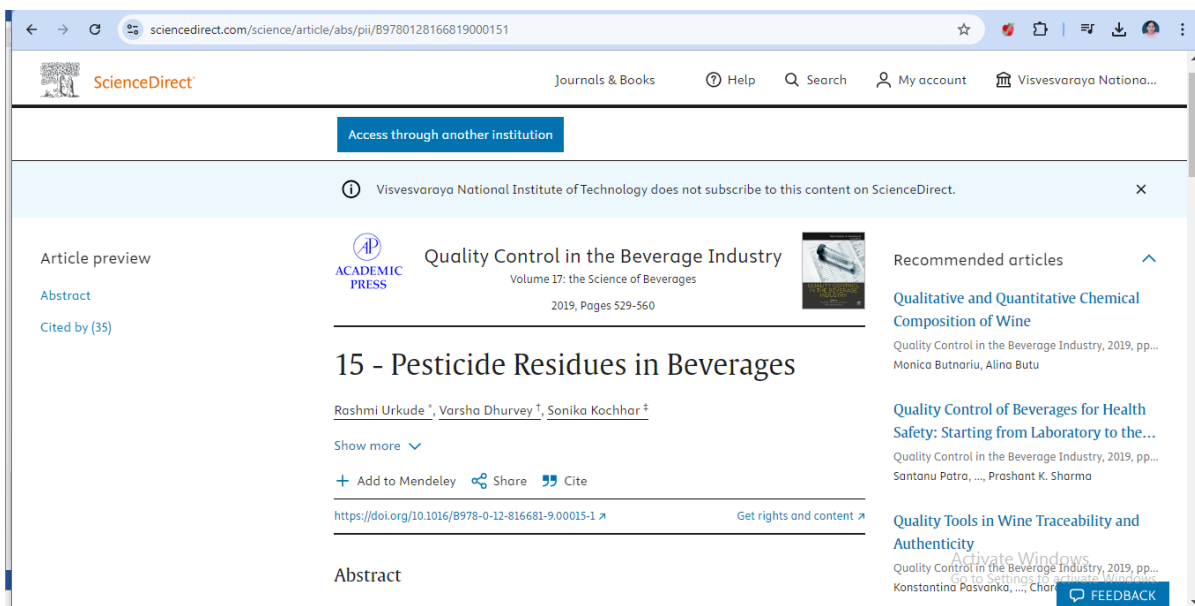 sciencedirect.com/science/article/abs/pii/B9780128166819000151
ScienceDirect
Journals & Books
Help
Search
My account
Visvesvaraya Nationa...
Access through another institution
Visvesvaraya National Institute of Technology does not subscribe to this content on ScienceDirect.
Article preview
Abstract
Cited by (35)
AP
ACADEMIC
PRESS
Quality Control in the Beverage Industry
Volume 17: the Science of Beverages
2019, Pages 529-560
QUALITY CONTROL
IN THE BEVERAGE
INDUSTRY
15 - Pesticide Residues in Beverages
Rashmi Urkude *, Varsha Dhurvey †, Sonika Kochhar ‡
Show more
Add to Mendeley
Share
Cite
https://doi.org/10.1016/B978-0-12-816681-9.00015-1
Get rights and content
Abstract
Recommended articles
Qualitative and Quantitative Chemical
Composition of Wine
Quality Control in the Beverage Industry, 2019, pp...
Monica Butnariu, Alina Butu
Quality Control of Beverages for Health
Safety: Starting from Laboratory to the...
Quality Control in the Beverage Industry, 2019, pp...
Santanu Patra, ..., Prashant K. Sharma
Quality Tools in Wine Traceability and
Authenticity
Quality Control in the Beverage Industry, 2019, pp...
Konstantina Pasvanka, ...,
Activate Windows
Go to Settings to activate Windows.
FEEDBACK